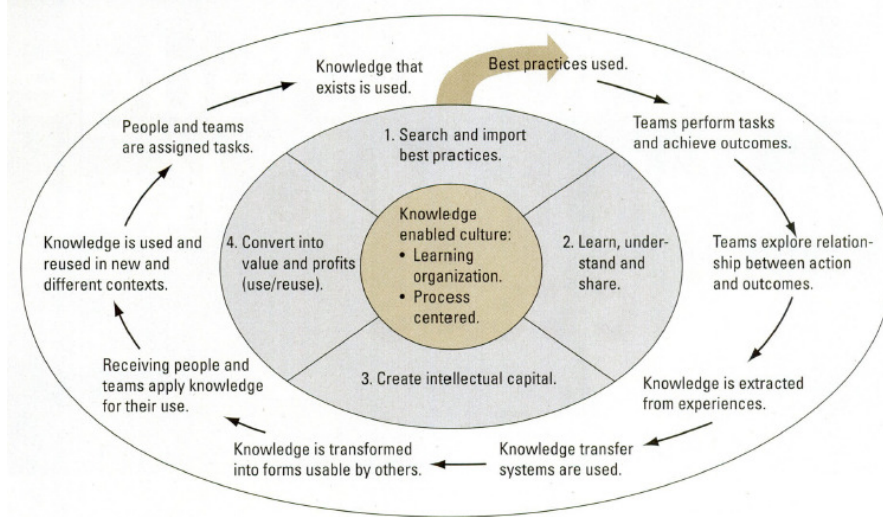 Best practices used.
Teams perform tasks
and achieve outcomes.
Teams explore relation-
ship between action
and outcomes.
Knowledge is extracted
from experiences.
Knowledge transfer
systems are used.
Knowledge is transformed
into forms usable by others.
Receiving people and
teams apply knowledge
for their use.
Knowledge is used and
reused in new and
different contexts.
People and teams
are assigned tasks.
Knowledge that
exists is used.
1. Search and import
best practices.
2. Learn, under-
stand and
share.
3. Create intellectual capital.
4. Convert into
value and profits
(use/reuse).
Knowledge
enabled culture:
• Learning
organization.
• Process
centered.